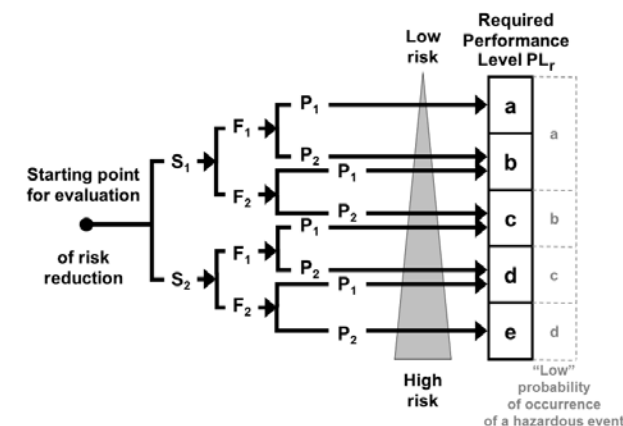 Required
Performance
Level PLr
Low
risk
P1
a
a
F1
P2
b
S1
P1
Starting point
for evaluation
F2
P2
c
b
P1
of risk
reduction
F1
P2
d
c
S2
P1
F2
P2
e
d
"Low"
probability
of occurrence
of a hazardous event
High
risk